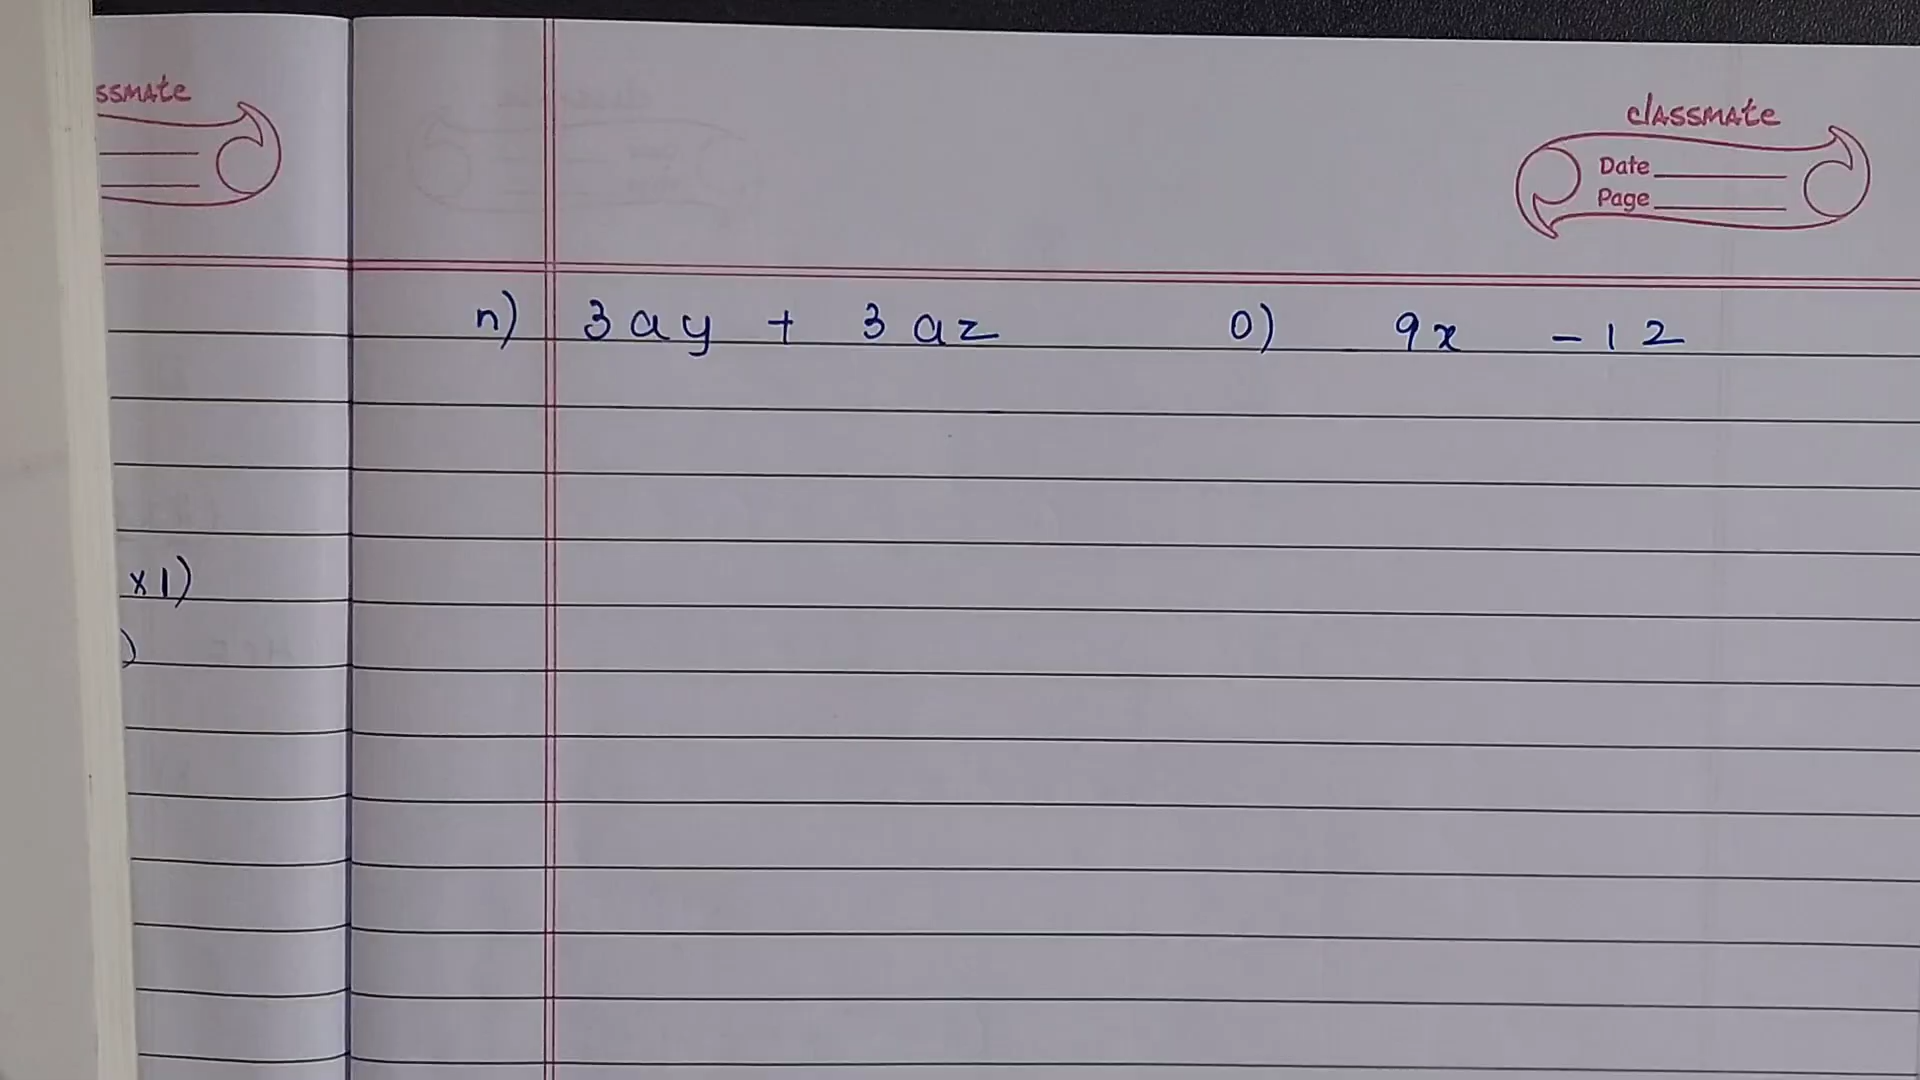 ssmate
classmate
Date
Page
n) 3ay + 3az o) 9x - 12
x1)
)